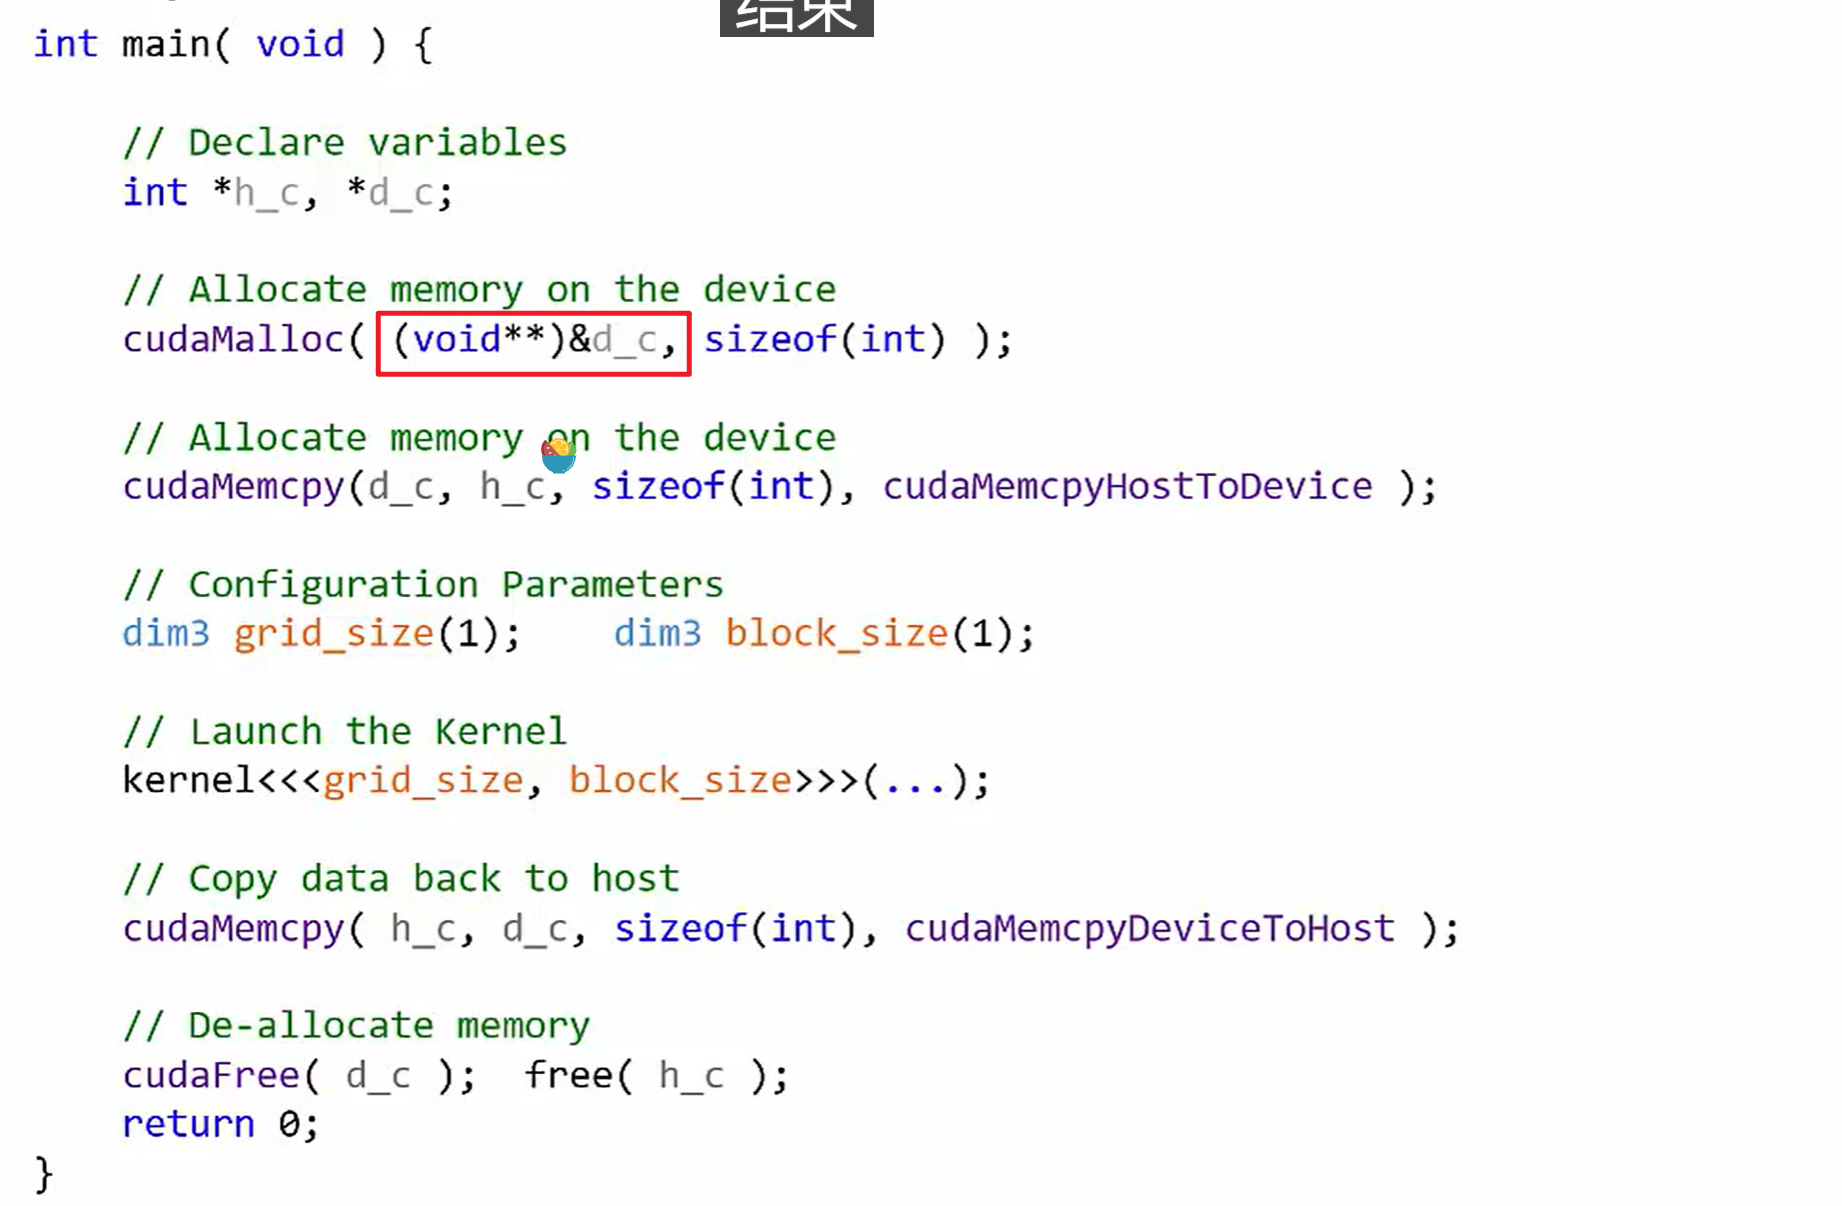 结束
int main( void ) {
// Declare variables
int *h_c, *d_c;
// Allocate memory on the device
cudaMalloc( (void**)&d_c, sizeof(int) );
// Allocate memory on the device
cudaMemcpy(d_c, h_c, sizeof(int), cudaMemcpyHostToDevice );
// Configuration Parameters
dim3 grid_size(1);    dim3 block_size(1);
// Launch the Kernel
kernel<<<grid_size, block_size>>>(...);
// Copy data back to host
cudaMemcpy( h_c, d_c, sizeof(int), cudaMemcpyDeviceToHost );
// De-allocate memory
cudaFree( d_c );  free( h_c );
return 0;
}